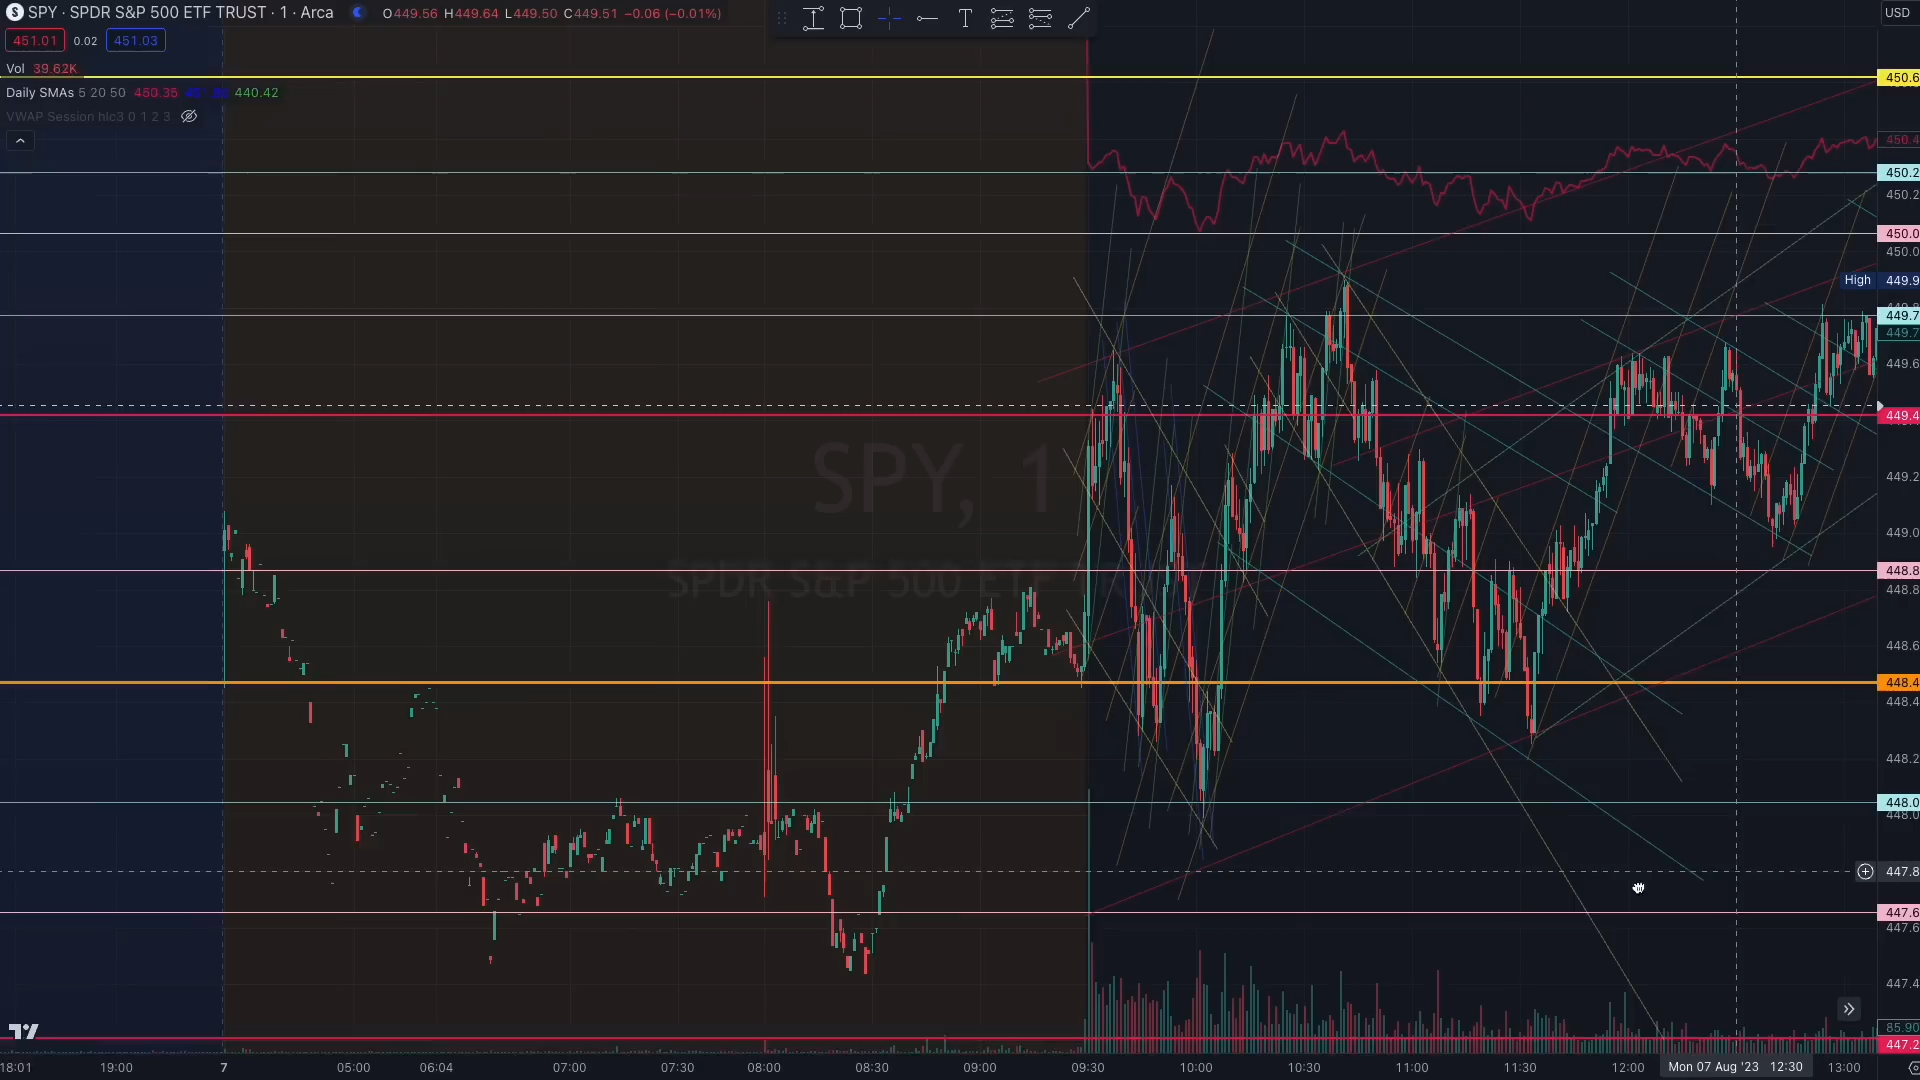 SPY · SPDR S&P 500 ETF TRUST · 1 · Arca O449.56 H449.64 L449.50 C449.51 −0.06 (−0.01%)
USD
451.01 0.02 451.03
Vol 39.62K
Daily SMAs 5 20 50 450.35 440.42
VWAP Session hlc3 0 1 2 3
450.6
450.4
450.2
450.2
450.0
450.0
High 449.9
449.7
449.7
449.6
449.4
449.2
449.0
448.8
448.8
448.6
448.4
448.4
448.2
448.0
448.0
447.8
447.6
447.6
447.4
85.90
447.2
SPY, 1
SPDR S&P 500 ETF TR
18:01 19:00 7 05:00 06:04 07:00 07:30 08:00 08:30 09:00 09:30 10:00 10:30 11:00 11:30 12:00 Mon 07 Aug '23 12:30 13:00